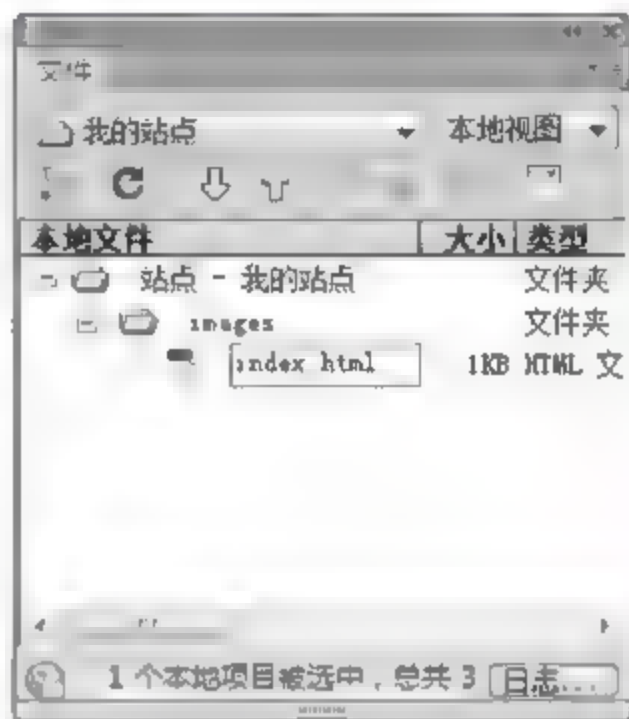 文件
我的站点 本地视图
本地文件 大小 类型
站点 - 我的站点 文件夹
images 文件夹
index html 1KB HTML 文
1 个本地项目被选中，总共 3 日志...